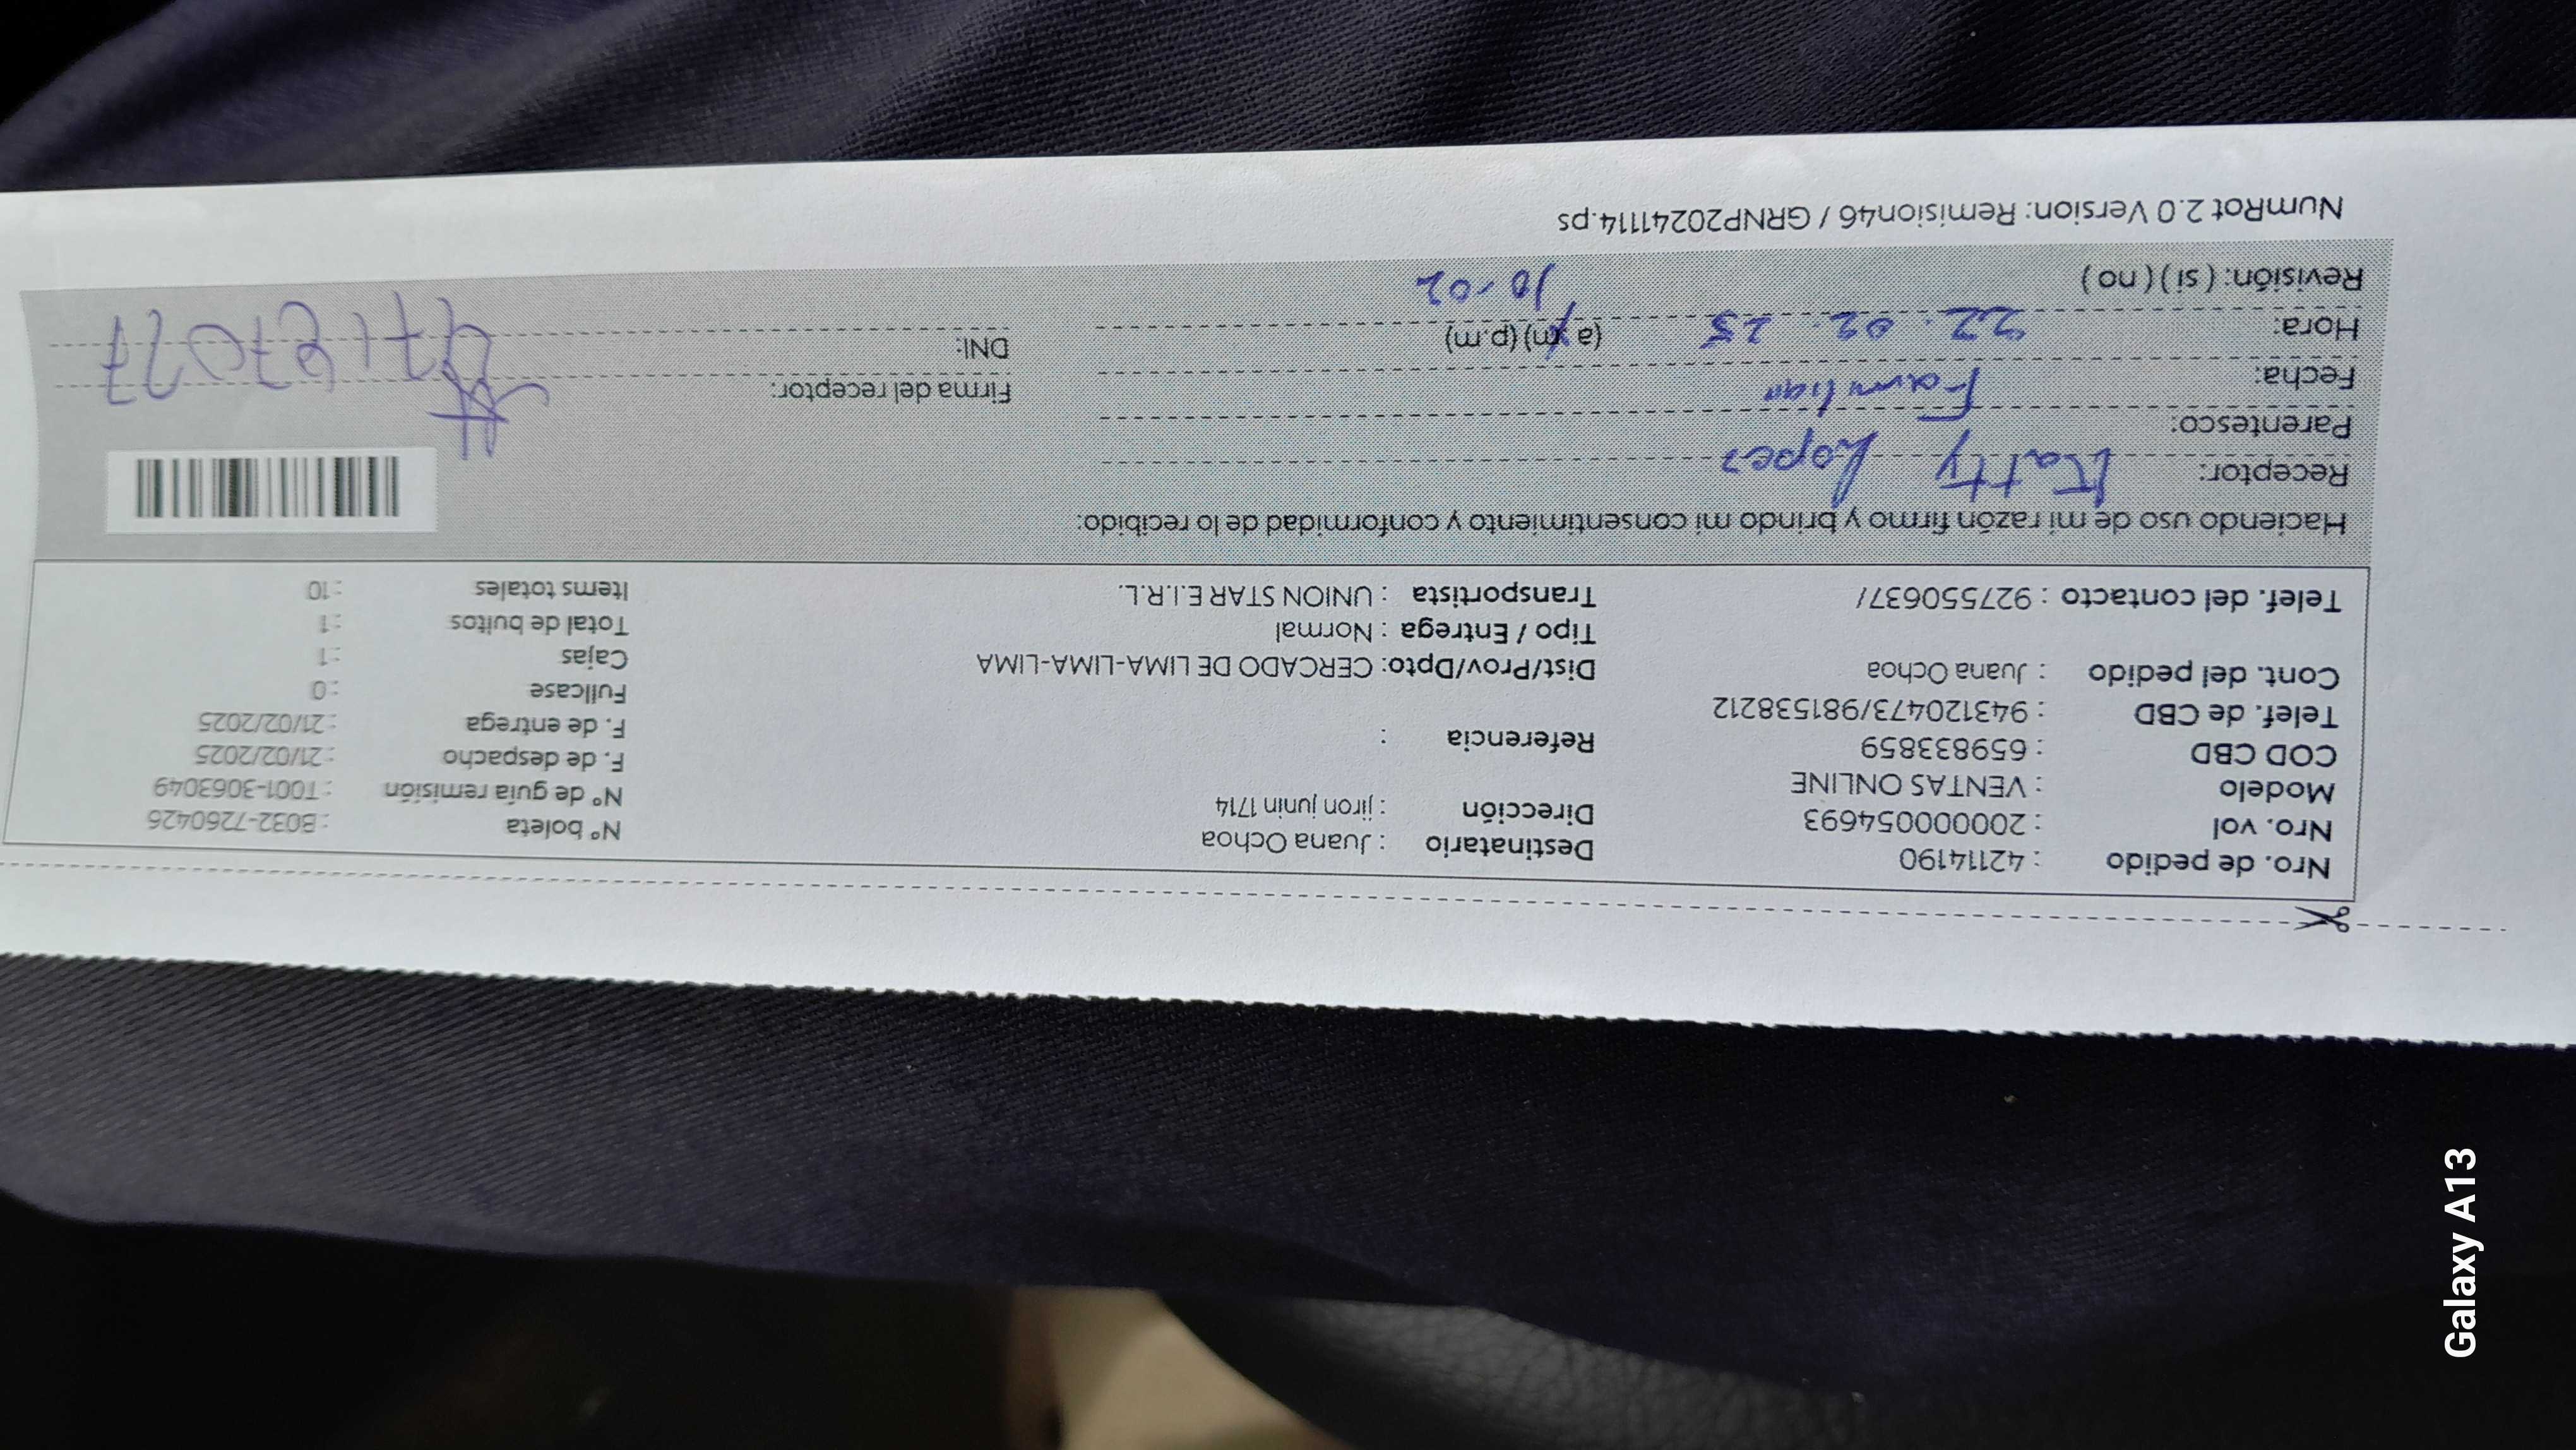 Nro. de pedido : 42114190
Nro. vol : 20000054693
Modelo : VENTAS ONLINE
COD CBD : 659833859
Telef. de CBD : 943120473/981538212
Cont. del pedido : Juana Ochoa
Telef. del contacto : 927550637/
Destinatario : Juana Ochoa
Dirección : jiron junin 1714
Referencia :
Dist/Prov/Dpto: CERCADO DE LIMA-LIMA-LIMA
Tipo / Entrega : Normal
Transportista : UNION STAR E.I.R.L.
N° boleta : B032-7260426
N° de guía remisión : T001-3063049
F. de despacho : 21/02/2025
F. de entrega : 21/02/2025
Fullcase : 0
Cajas : 1
Total de bultos : 1
Items totales : 10
Haciendo uso de mi razón firmo y brindo mi consentimiento y conformidad de lo recibido:
Receptor: Katty Lopez
Parentesco: Familiar
Fecha: 22.02.25
Hora: (a.m) (p.m) 10:02
Revisión: ( si ) ( no )
Firma del receptor:
DNI: 47167077
NumRot 2.0 Version: Remision46 / GRNP20241114.ps
Galaxy A13